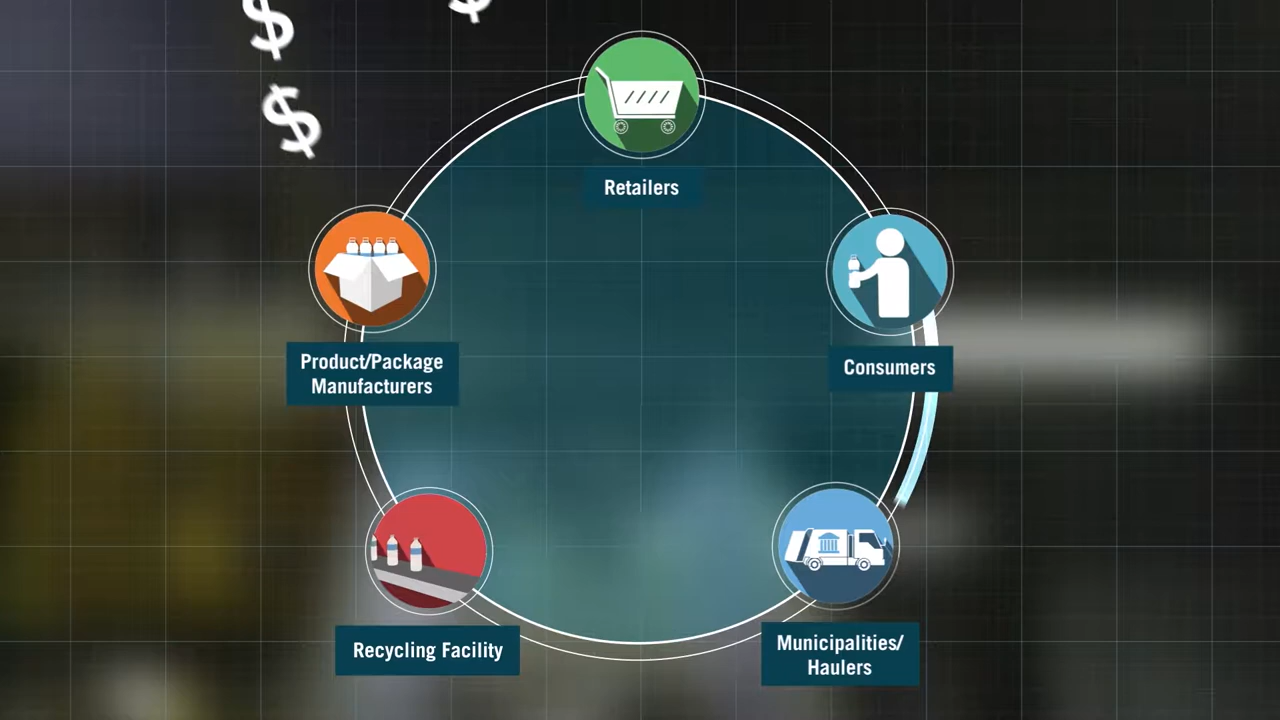 $
$
$
Retailers
Product/Package
Manufacturers
Consumers
Recycling Facility
Municipalities/
Haulers